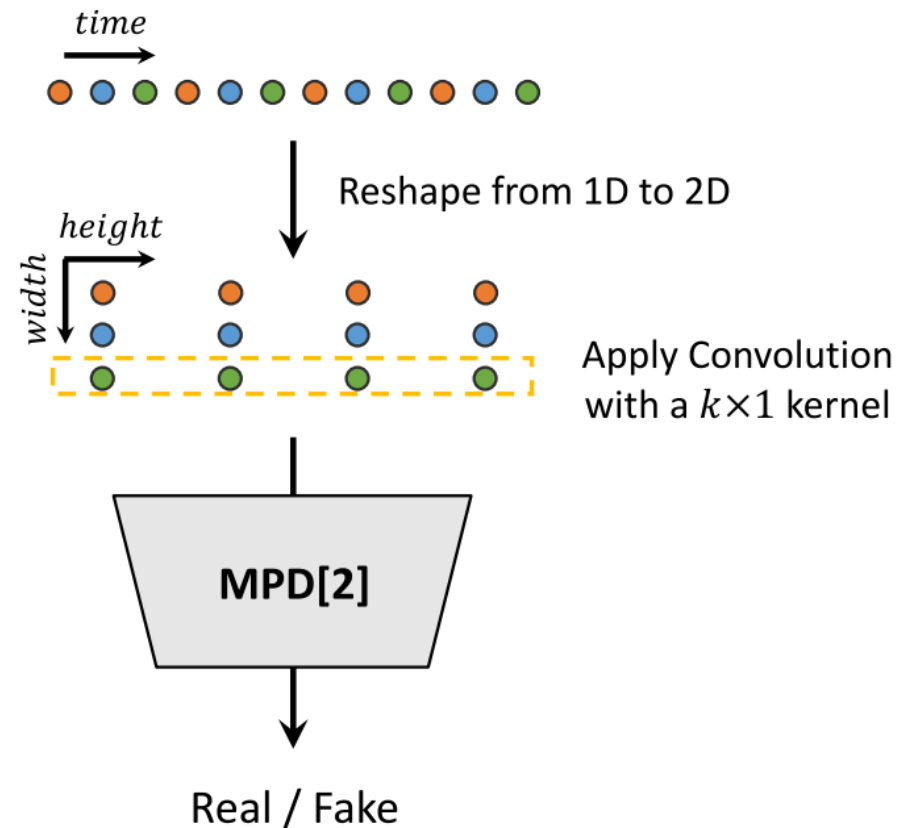 time
Reshape from 1D to 2D
height
width
Apply Convolution
with a k×1 kernel
MPD[2]
Real / Fake